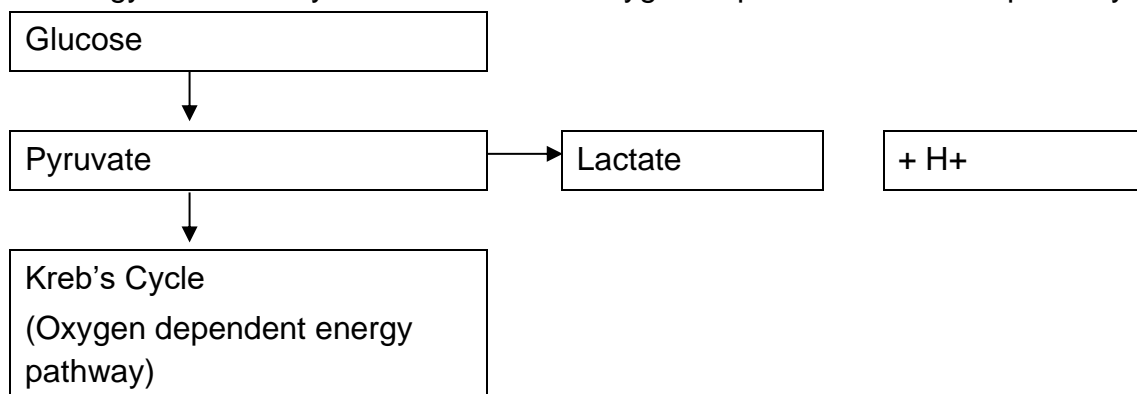 Glucose
Pyruvate
Lactate
+ H+
Kreb's Cycle
(Oxygen dependent energy
pathway)